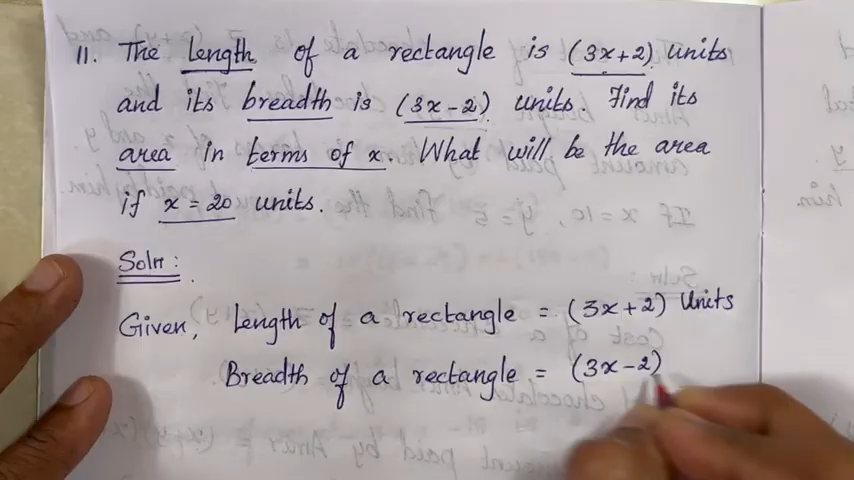 11. The Length of a rectangle is (3x+2) units
and its breadth is (3x-2) units. Find its
area in terms of x. What will be the area
if x = 20 units.
Soln:
Given, Length of a rectangle = (3x+2) Units
Breadth of a rectangle = (3x-2)